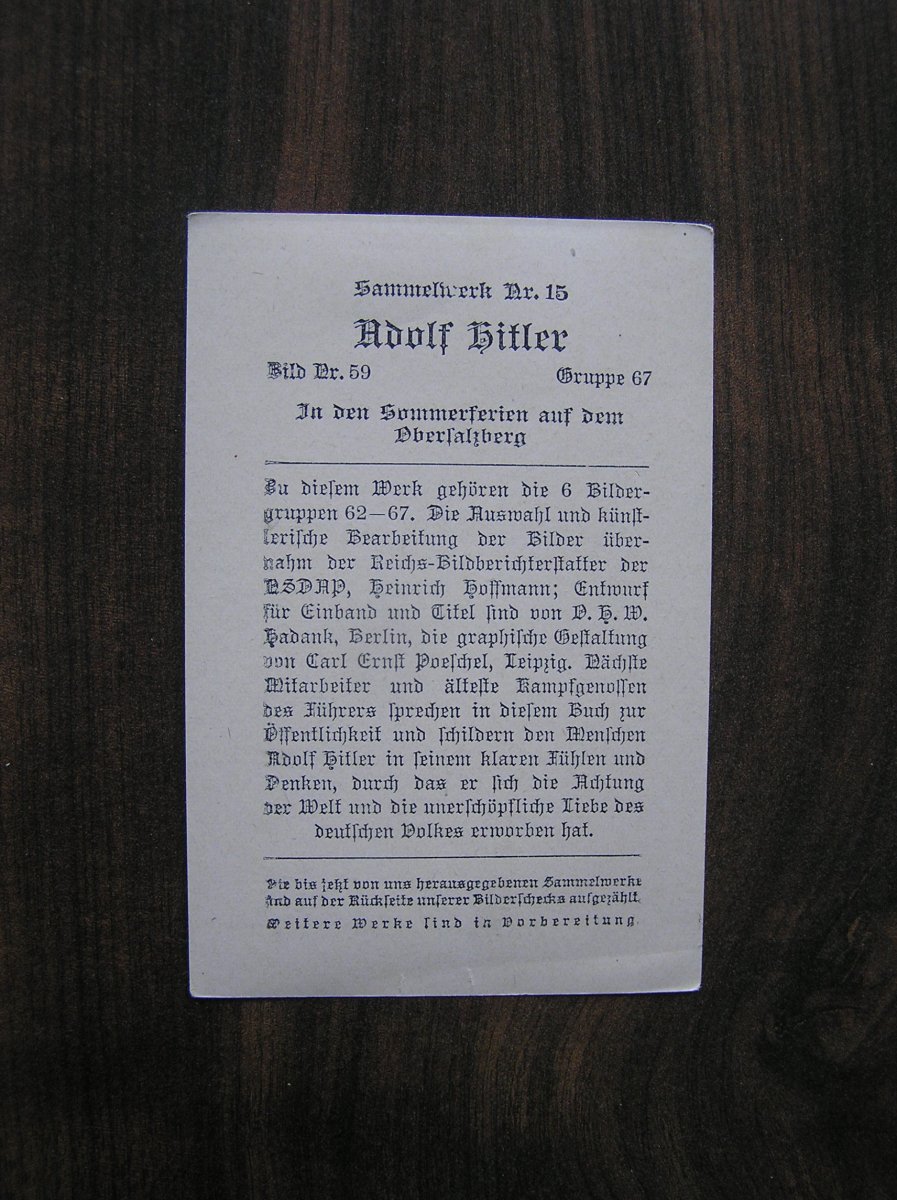 Sammelwerk Nr. 15
Adolf Hitler
Bild Nr. 59 Gruppe 67
In den Sommerferien auf dem
Obersalzberg
Zu diesem Werk gehören die 6 Bilder-
gruppen 62—67. Die Auswahl und künst-
lerische Bearbeitung der Bilder über-
nahm der Reichs-Bildberichterstatter der
NSDAP, Heinrich Hoffmann; Entwurf
für Einband und Titel sind von O. H. W.
Hadank, Berlin, die graphische Gestaltung
von Carl Ernst Poeschel, Leipzig. Nächste
Mitarbeiter und älteste Kampfgenossen
des Führers sprechen in diesem Buch zur
Öffentlichkeit und schildern den Menschen
Adolf Hitler in seinem klaren Fühlen und
Denken, durch das er sich die Achtung
der Welt und die unerschöpfliche Liebe des
deutschen Volkes erworben hat.
Die bis jetzt von uns herausgegebenen Sammelwerke
sind auf der Rückseite unserer Bilderschecks aufgezählt.
Weitere Werke sind in Vorbereitung.